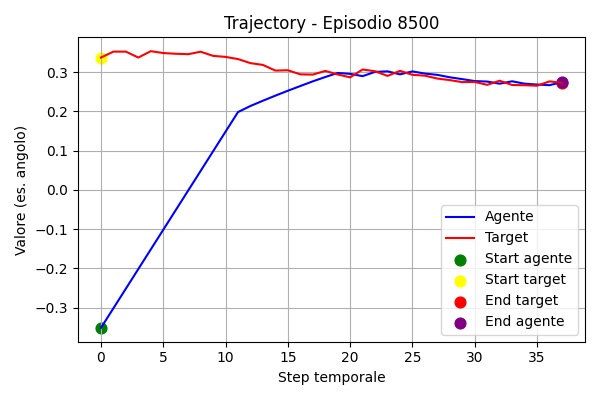 Trajectory - Episodio 8500
Valore (es. angolo)
0.3
0.2
0.1
0.0
−0.1
−0.2
−0.3
0 5 10 15 20 25 30 35
Step temporale
Agente
Target
Start agente
Start target
End target
End agente